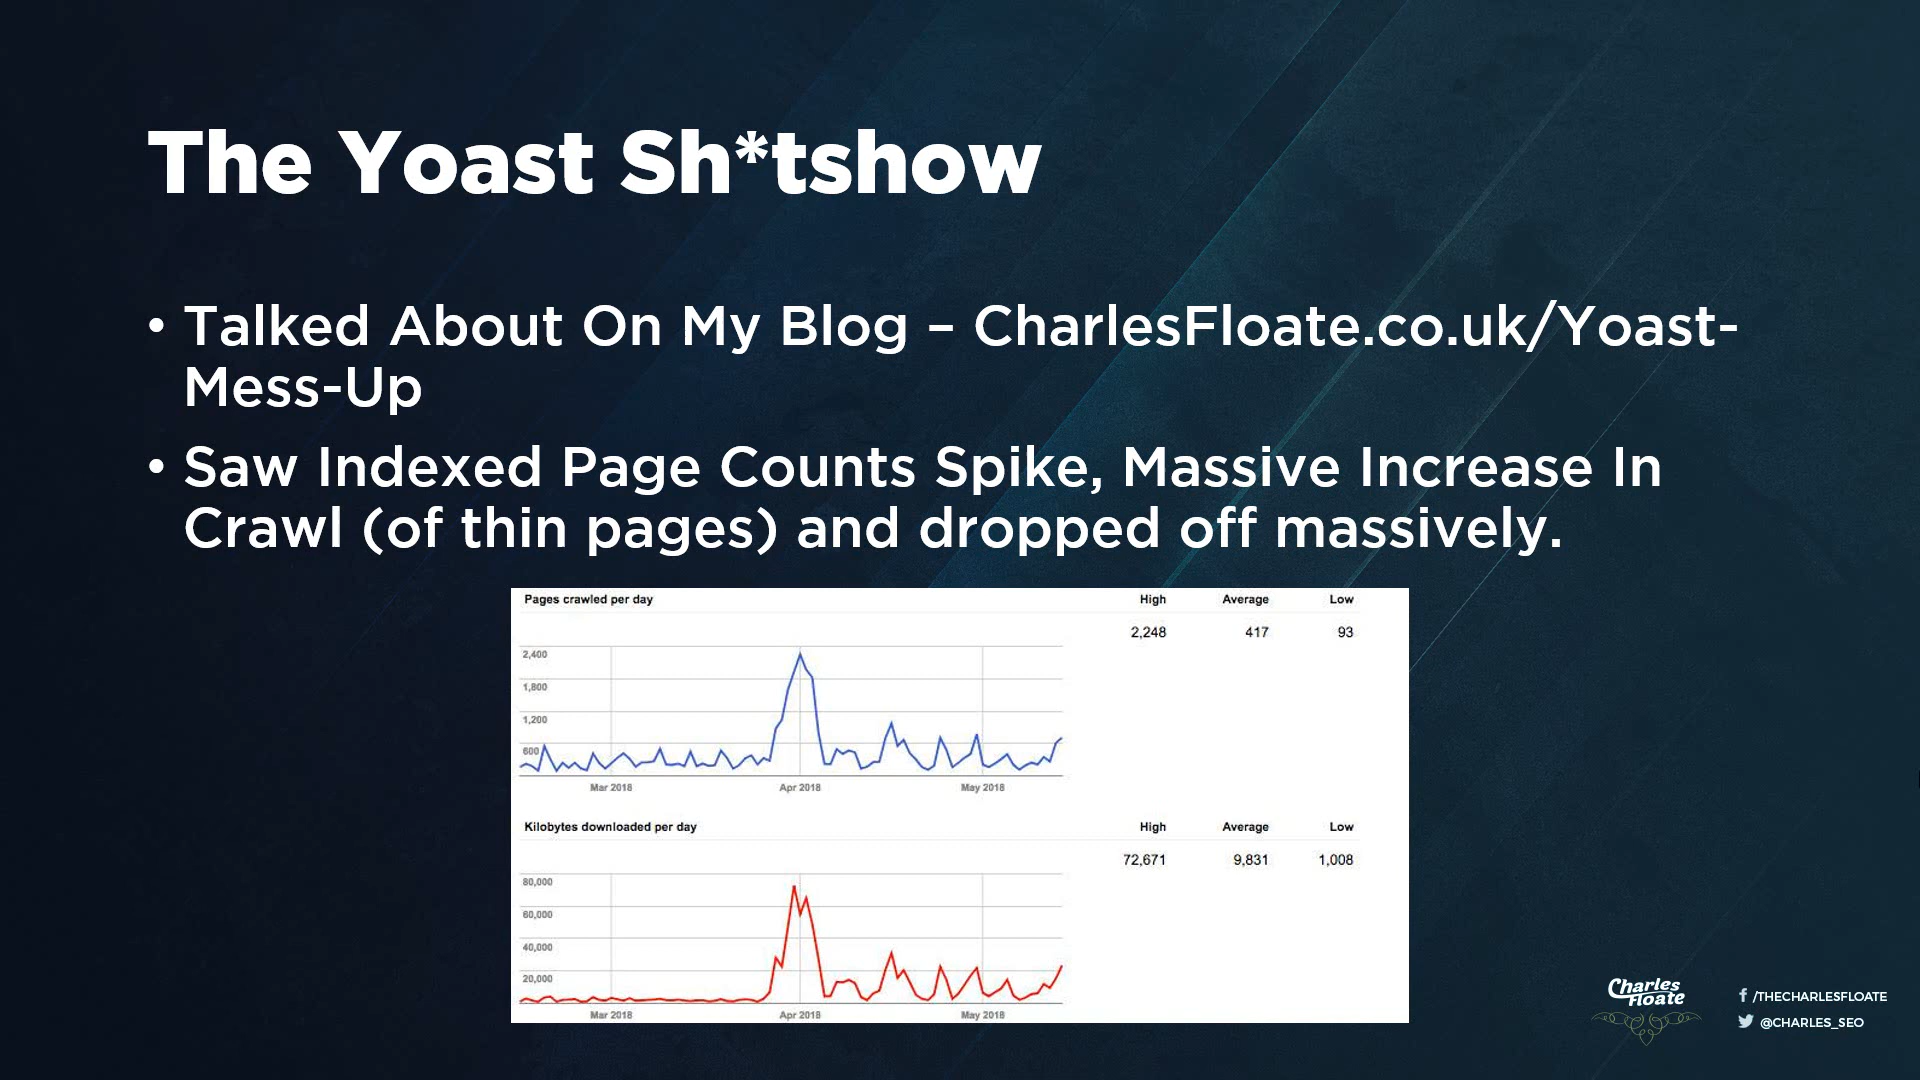 The Yoast Sh*tshow
• Talked About On My Blog – CharlesFloate.co.uk/Yoast-
Mess-Up
• Saw Indexed Page Counts Spike, Massive Increase In
Crawl (of thin pages) and dropped off massively.
Pages crawled per day High Average Low
2,248 417 93
2,400
1,800
1,200
600
Mar 2018 Apr 2018 May 2018
Kilobytes downloaded per day High Average Low
72,671 9,831 1,008
80,000
60,000
40,000
20,000
Mar 2018 Apr 2018 May 2018
Charles
Floate
/THECHARLESFLOATE
@CHARLES_SEO